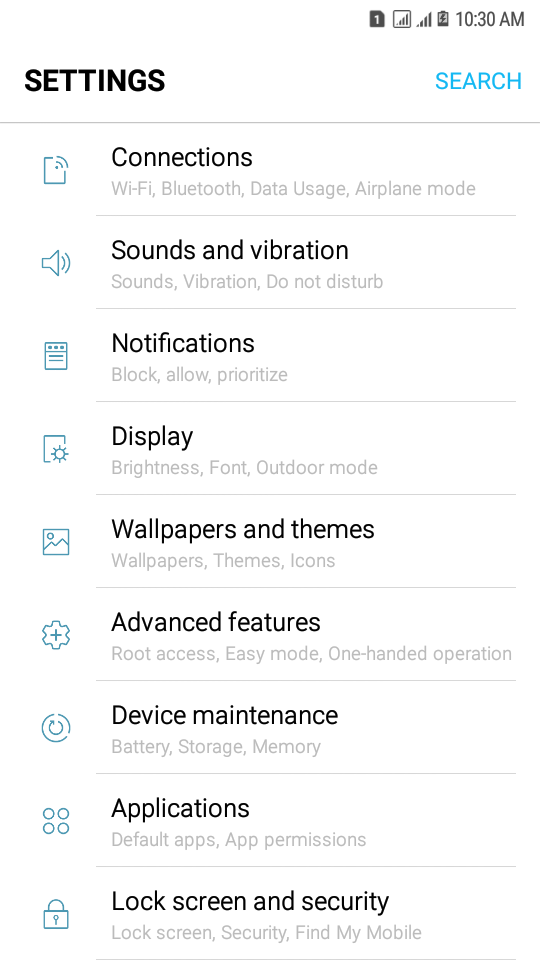 1 10:30 AM
SETTINGS SEARCH
Connections
Wi-Fi, Bluetooth, Data Usage, Airplane mode
Sounds and vibration
Sounds, Vibration, Do not disturb
Notifications
Block, allow, prioritize
Display
Brightness, Font, Outdoor mode
Wallpapers and themes
Wallpapers, Themes, Icons
Advanced features
Root access, Easy mode, One-handed operation
Device maintenance
Battery, Storage, Memory
Applications
Default apps, App permissions
Lock screen and security
Lock screen, Security, Find My Mobile